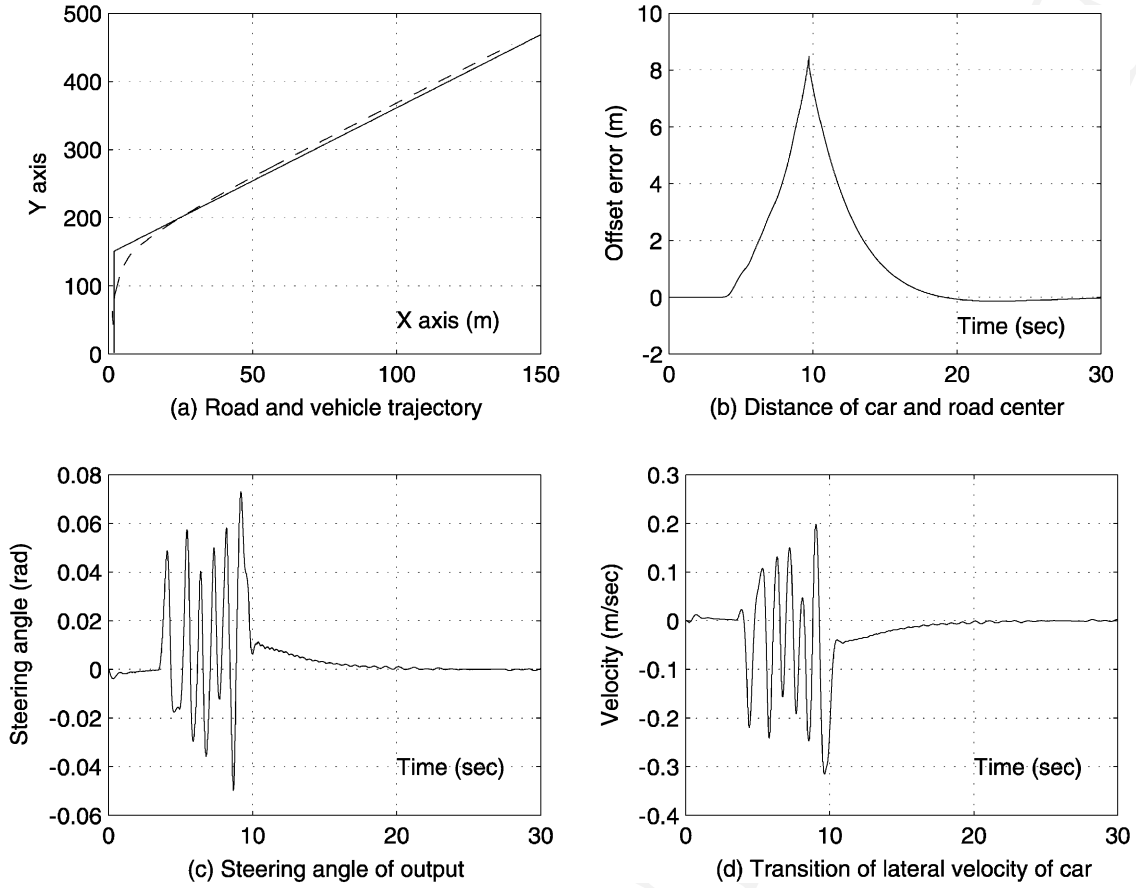 500
400
300
200
100
0
Y axis
X axis (m)
0 50 100 150
(a) Road and vehicle trajectory
10
8
6
4
2
0
-2
Offset error (m)
Time (sec)
0 10 20 30
(b) Distance of car and road center
0.08
0.06
0.04
0.02
0
-0.02
-0.04
-0.06
Steering angle (rad)
Time (sec)
0 10 20 30
(c) Steering angle of output
0.3
0.2
0.1
0
-0.1
-0.2
-0.3
-0.4
Velocity (m/sec)
Time (sec)
0 10 20 30
(d) Transition of lateral velocity of car